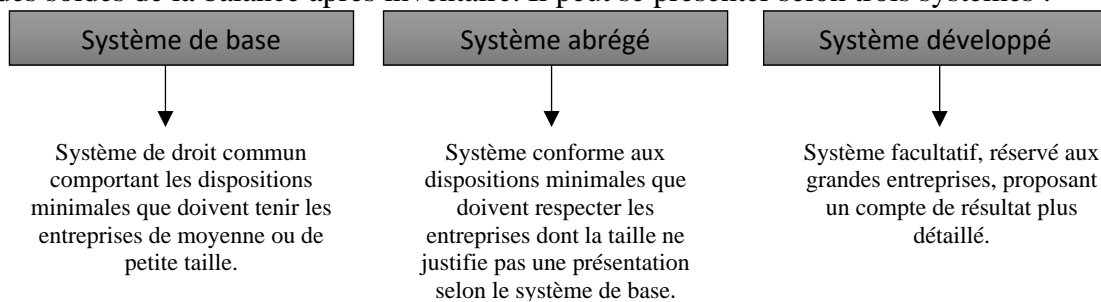 des soldes de la balance après inventaire. Il peut se présenter selon trois systèmes :
Système de base
Système de droit commun
comportant les dispositions
minimales que doivent tenir les
entreprises de moyenne ou de
petite taille.
Système abrégé
Système conforme aux
dispositions minimales que
doivent respecter les
entreprises dont la taille ne
justifie pas une présentation
selon le système de base.
Système développé
Système facultatif, réservé aux
grandes entreprises, proposant
un compte de résultat plus
détaillé.